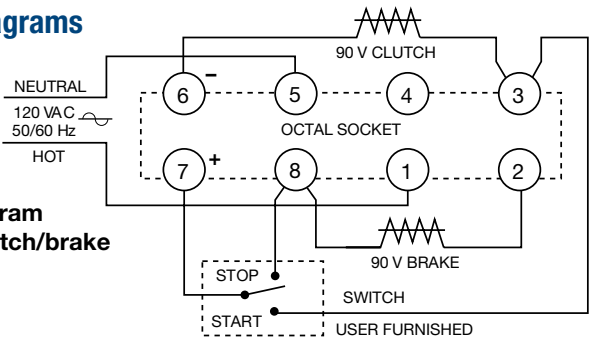 agrams
90 V CLUTCH
NEUTRAL
120 VAC
50/60 Hz
HOT
6
–
5
4
3
OCTAL SOCKET
7
+
8
1
2
ram
tch/brake
90 V BRAKE
STOP
SWITCH
START
USER FURNISHED